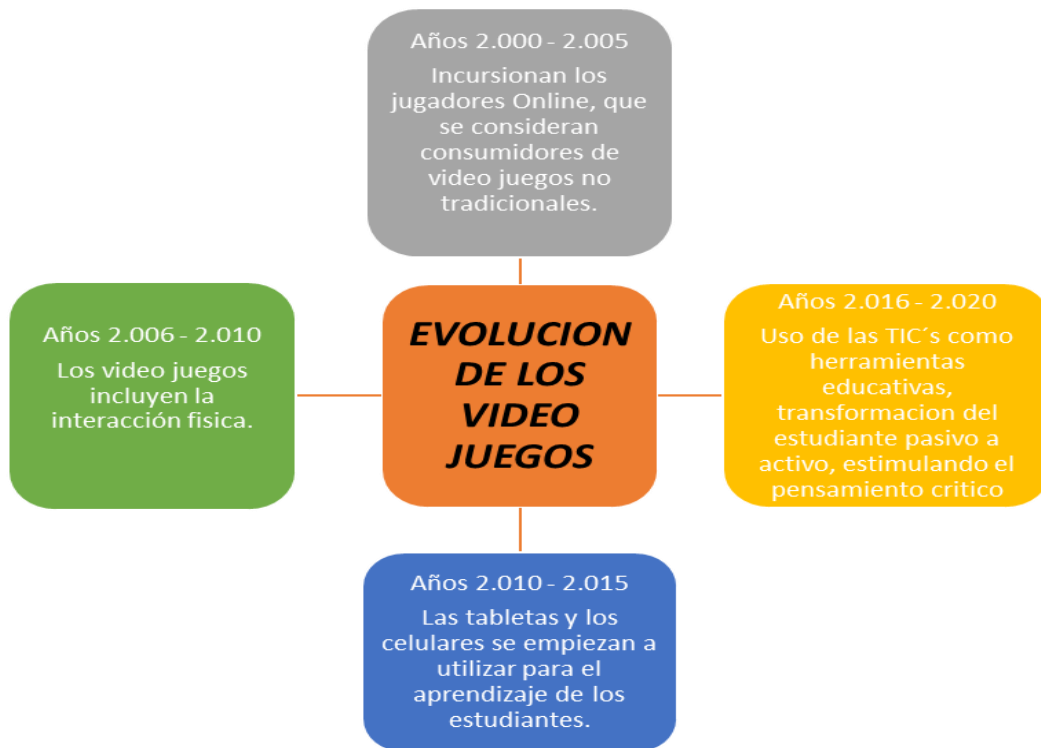 Años 2.000 - 2.005
Incursionan los
jugadores Online, que
se consideran
consumidores de
video juegos no
tradicionales.
Años 2.006 - 2.010
Los video juegos
incluyen la
interacción fisica.
EVOLUCION
DE LOS
VIDEO
JUEGOS
Años 2.016 - 2.020
Uso de las TIC´s como
herramientas
educativas,
transformacion del
estudiante pasivo a
activo, estimulando el
pensamiento critico
Años 2.010 - 2.015
Las tabletas y los
celulares se empiezan a
utilizar para el
aprendizaje de los
estudiantes.